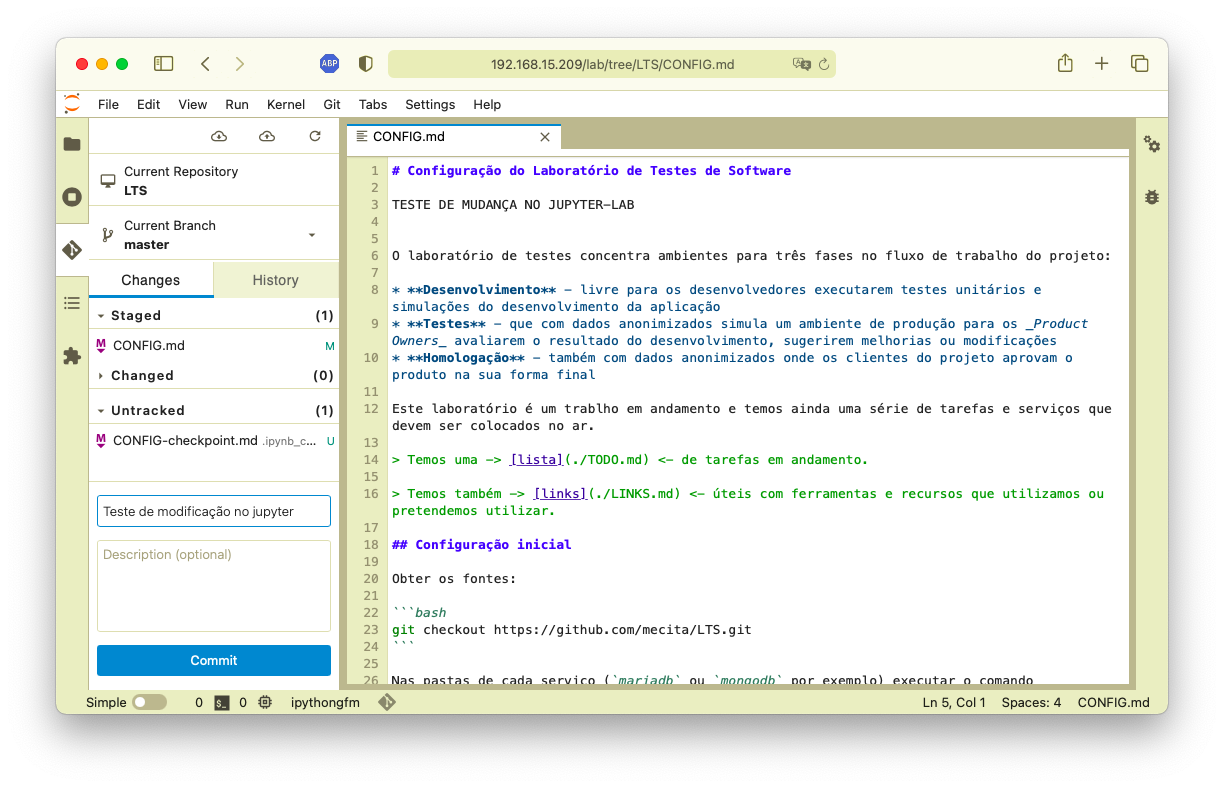 ABP
192.168.15.209/lab/tree/LTS/CONFIG.md
File Edit View Run Kernel Git Tabs Settings Help
Current Repository
LTS
Current Branch
master
Changes History
Staged (1)
M CONFIG.md M
Changed (0)
Untracked (1)
M CONFIG-checkpoint.md .ipynb_c... U
Teste de modificação no jupyter
Description (optional)
Commit
CONFIG.md
1 # Configuração do Laboratório de Testes de Software
2
3 TESTE DE MUDANÇA NO JUPYTER-LAB
4
5
6 O laboratório de testes concentra ambientes para três fases no fluxo de trabalho do projeto:
7
8 * **Desenvolvimento** - livre para os desenvolvedores executarem testes unitários e
simulações do desenvolvimento da aplicação
9 * **Testes** - que com dados anonimizados simula um ambiente de produção para os _Product
Owners_ avaliarem o resultado do desenvolvimento, sugerirem melhorias ou modificações
10 * **Homologação** - também com dados anonimizados onde os clientes do projeto aprovam o
produto na sua forma final
11
12 Este laboratório é um trablho em andamento e temos ainda uma série de tarefas e serviços que
devem ser colocados no ar.
13
14 > Temos uma -> [lista](./TODO.md) <- de tarefas em andamento.
15
16 > Temos também -> [links](./LINKS.md) <- úteis com ferramentas e recursos que utilizamos ou
pretendemos utilizar.
17
18 ## Configuração inicial
19
20 Obter os fontes:
21
22 ```bash
23 git checkout https://github.com/mecita/LTS.git
24 ```
25
26 Nas pastas de cada serviço (`mariadb` ou `mongodb` por exemplo) executar o comando
Simple 0 $_ 0 ipythongfm Ln 5, Col 1 Spaces: 4 CONFIG.md